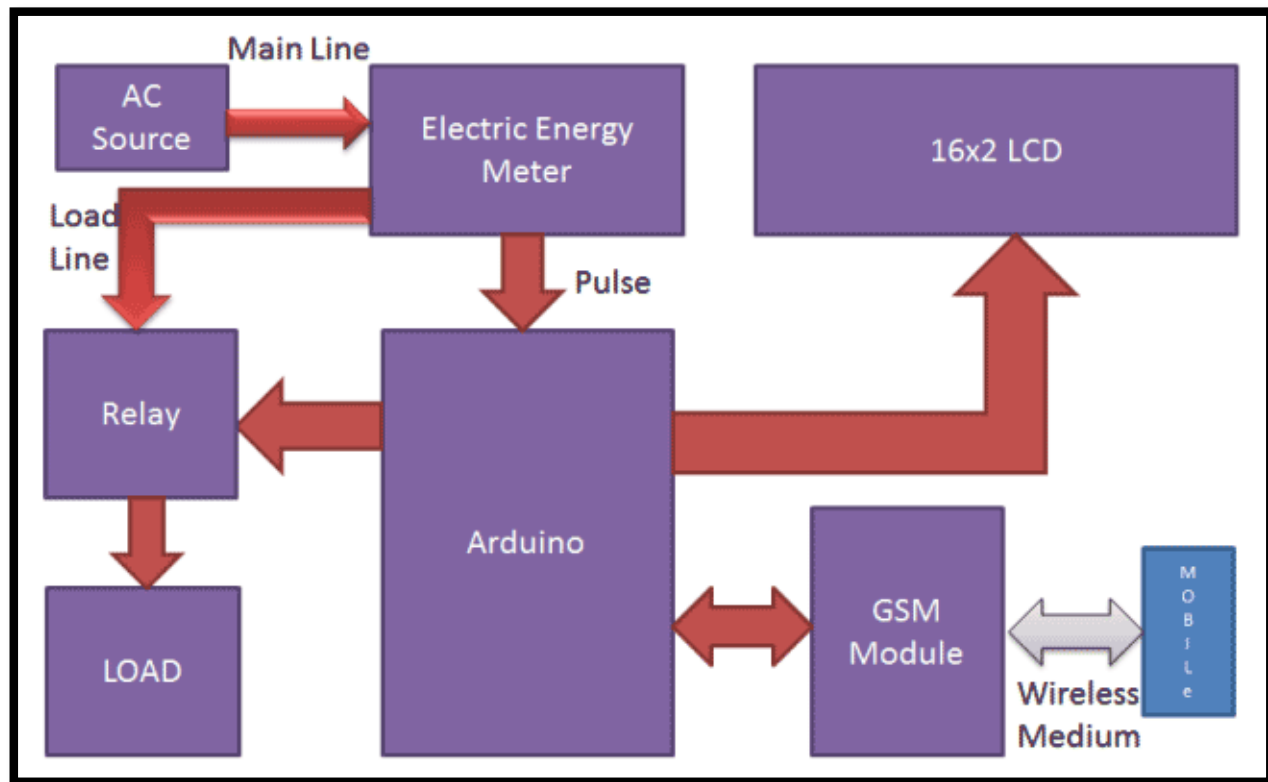 Main Line
AC
Source
Electric Energy
Meter
16x2 LCD
Load
Line
Pulse
Relay
Arduino
GSM
Module
LOAD
M
O
B
i
L
e
Wireless
Medium